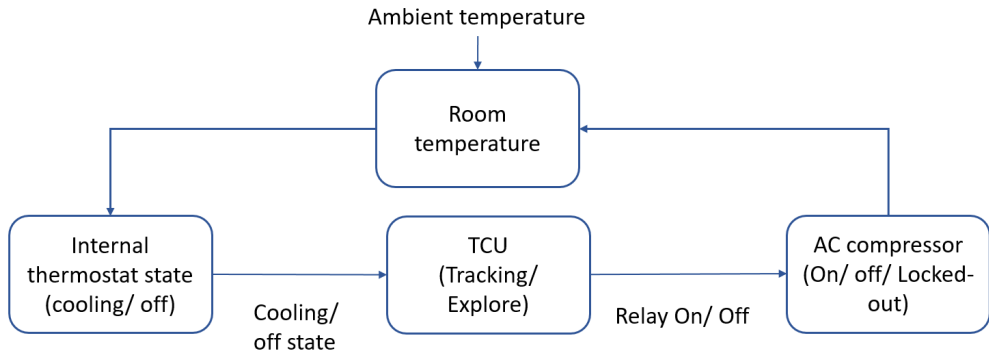 Ambient temperature
Room
temperature
Internal
thermostat state
(cooling/ off)
TCU
(Tracking/
Explore)
AC compressor
(On/ off/ Locked-
out)
Cooling/
off state
Relay On/ Off